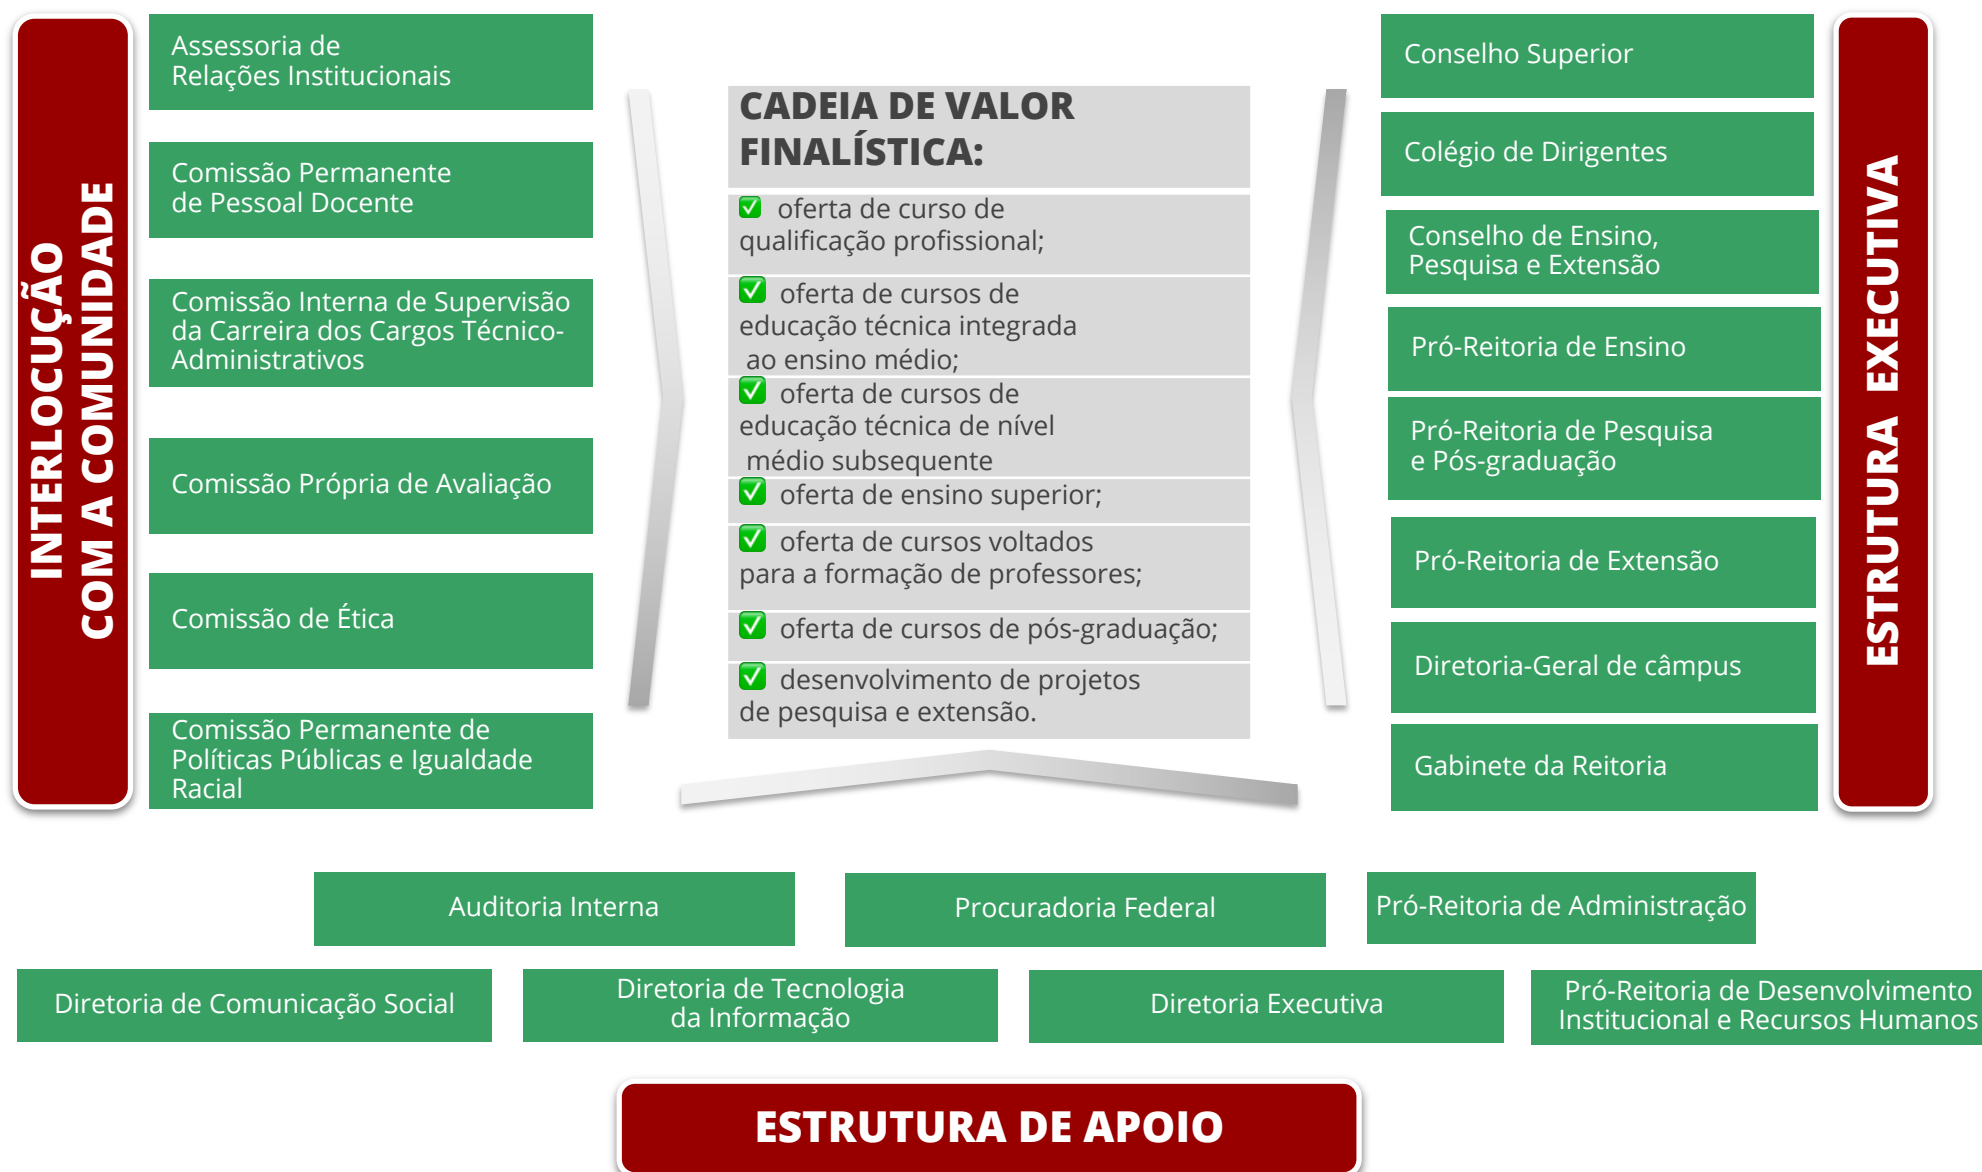 INTERLOCUÇÃO
COM A COMUNIDADE
Assessoria de
Relações Institucionais
Comissão Permanente
de Pessoal Docente
Comissão Interna de Supervisão
da Carreira dos Cargos Técnico-
Administrativos
Comissão Própria de Avaliação
Comissão de Ética
Comissão Permanente de
Políticas Públicas e Igualdade
Racial
CADEIA DE VALOR
FINALÍSTICA:
✅ oferta de curso de
qualificação profissional;
✅ oferta de cursos de
educação técnica integrada
ao ensino médio;
✅ oferta de cursos de
educação técnica de nível
médio subsequente
✅ oferta de ensino superior;
✅ oferta de cursos voltados
para a formação de professores;
✅ oferta de cursos de pós-graduação;
✅ desenvolvimento de projetos
de pesquisa e extensão.
Conselho Superior
Colégio de Dirigentes
Conselho de Ensino,
Pesquisa e Extensão
Pró-Reitoria de Ensino
Pró-Reitoria de Pesquisa
e Pós-graduação
Pró-Reitoria de Extensão
Diretoria-Geral de câmpus
Gabinete da Reitoria
ESTRUTURA EXECUTIVA
Auditoria Interna
Procuradoria Federal
Pró-Reitoria de Administração
Diretoria de Comunicação Social
Diretoria de Tecnologia
da Informação
Diretoria Executiva
Pró-Reitoria de Desenvolvimento
Institucional e Recursos Humanos
ESTRUTURA DE APOIO